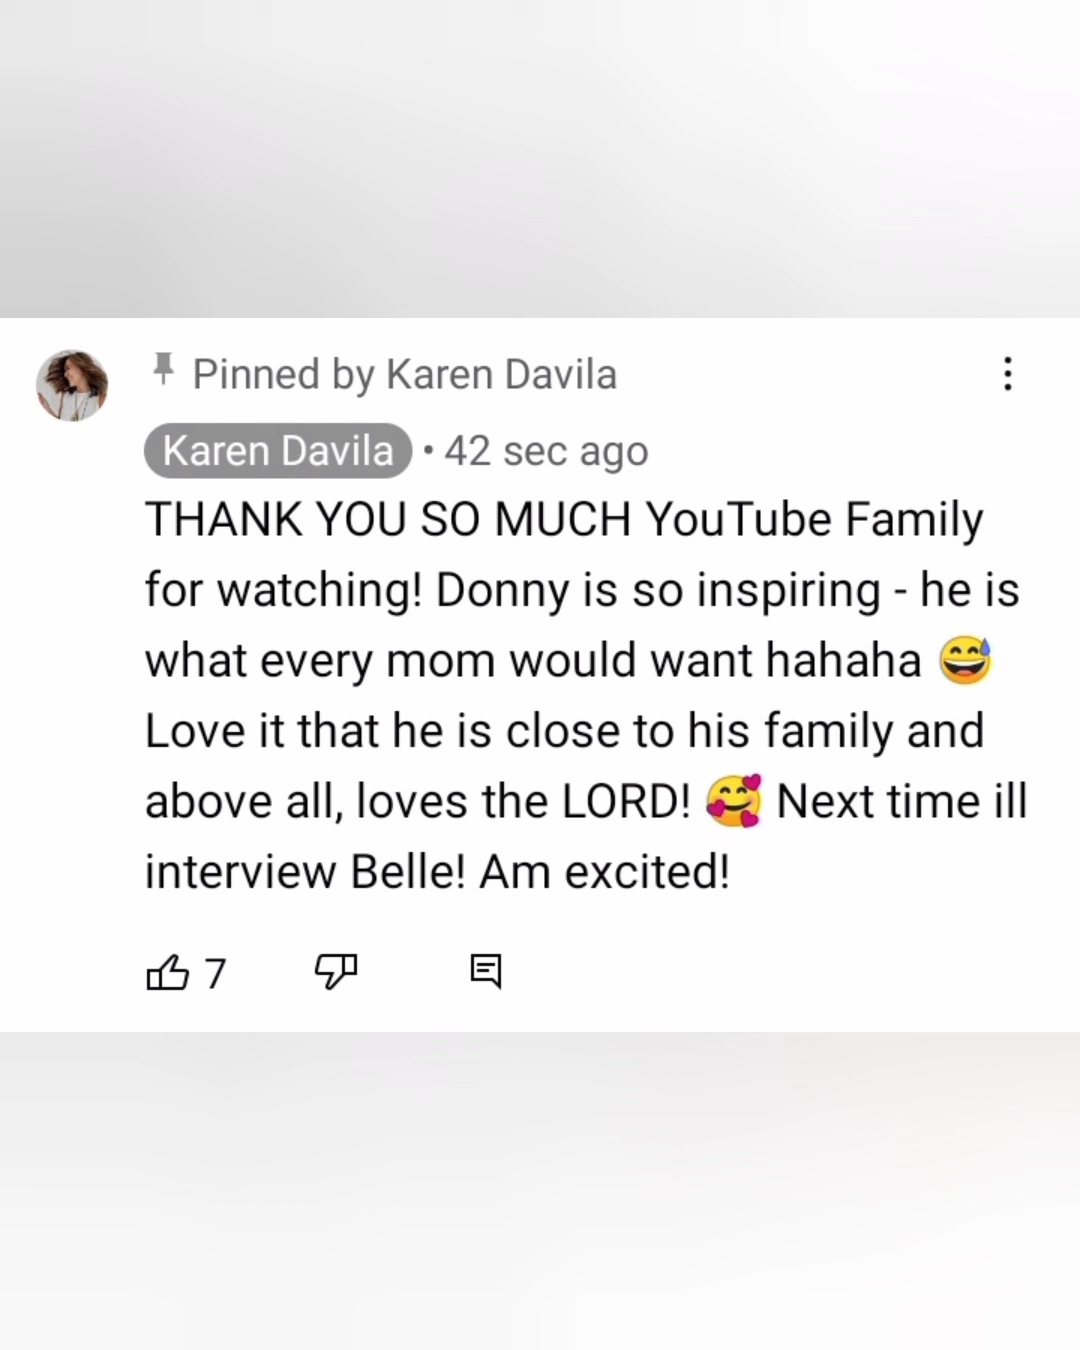 Pinned by Karen Davila
Karen Davila • 42 sec ago
THANK YOU SO MUCH YouTube Family
for watching! Donny is so inspiring - he is
what every mom would want hahaha 😅
Love it that he is close to his family and
above all, loves the LORD! 🥰 Next time ill
interview Belle! Am excited!
7